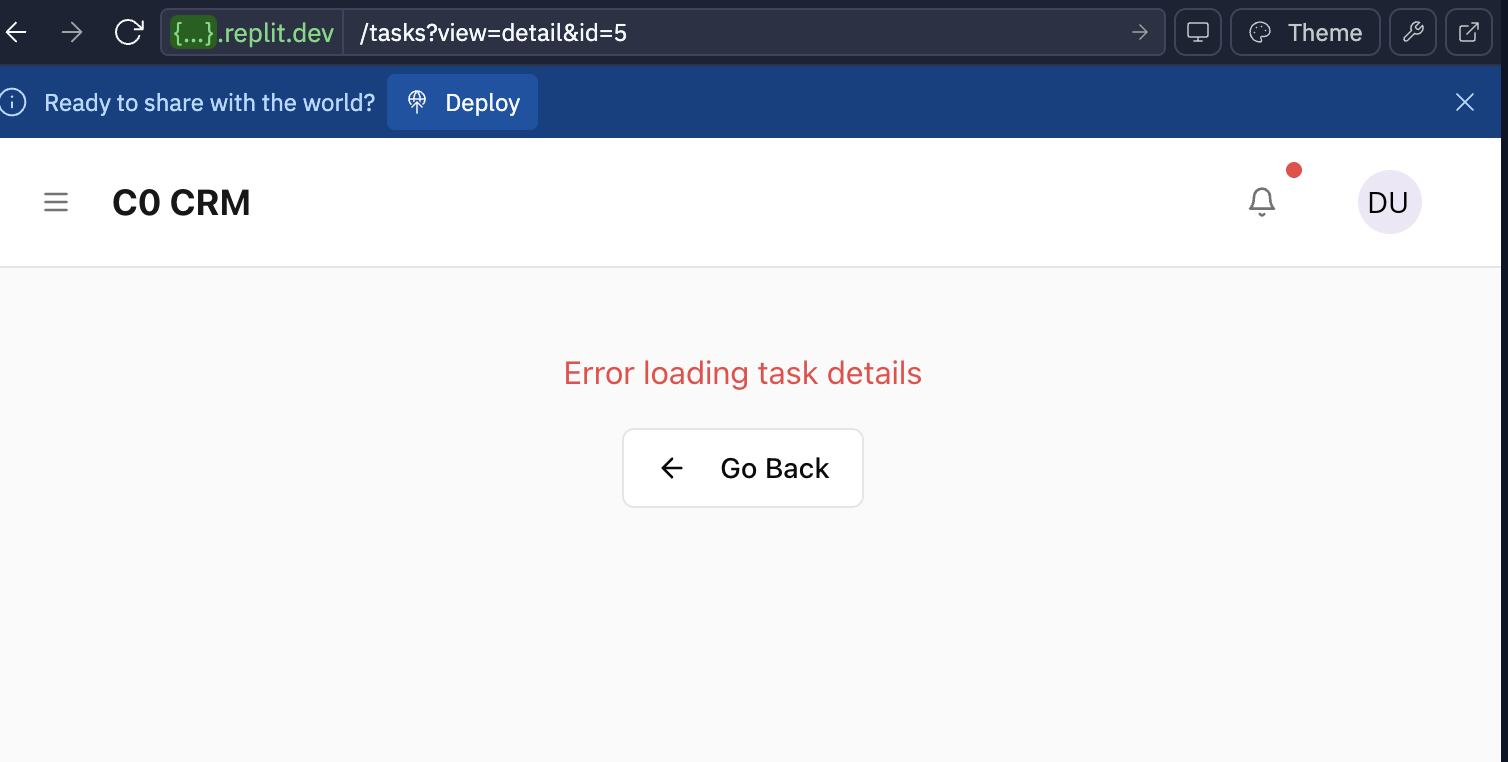 {...}.replit.dev /tasks?view=detail&id=5 Theme
Ready to share with the world? Deploy
C0 CRM DU
Error loading task details
Go Back